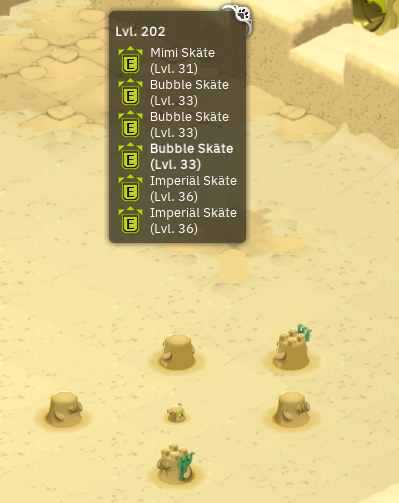 Lvl. 202
E Mimi Skäte
(Lvl. 31)
E Bubble Skäte
(Lvl. 33)
E Bubble Skäte
(Lvl. 33)
E Bubble Skäte
(Lvl. 33)
E Imperiäl Skäte
(Lvl. 36)
E Imperiäl Skäte
(Lvl. 36)